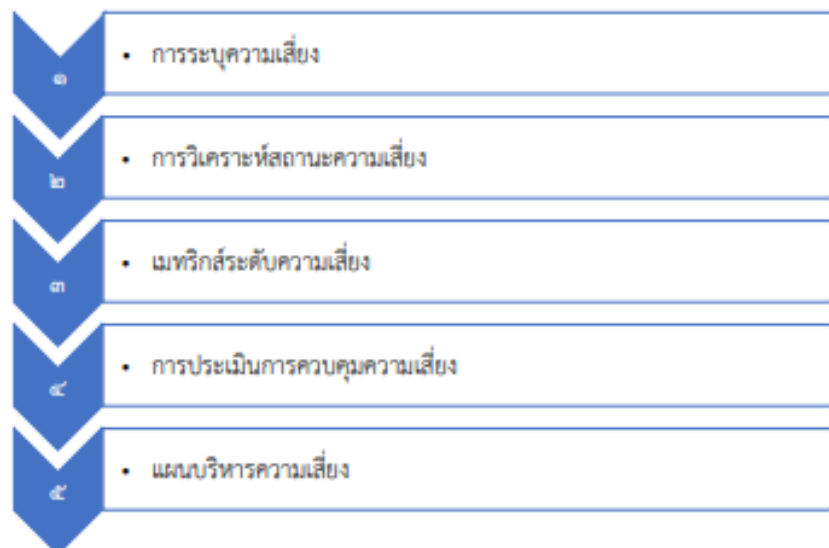 ๑
• การระบุความเสี่ยง
๒
• การวิเคราะห์สถานะความเสี่ยง
๓
• เมทริกส์ระดับความเสี่ยง
๔
• การประเมินการควบคุมความเสี่ยง
๕
• แผนบริหารความเสี่ยง